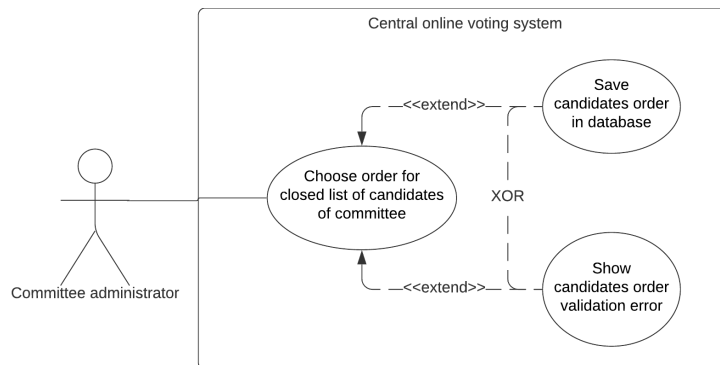 Central online voting system
Save
candidates order
in database
<<extend>>
Choose order for
closed list of candidates
of committee
XOR
Committee administrator
<<extend>>
Show
candidates order
validation error